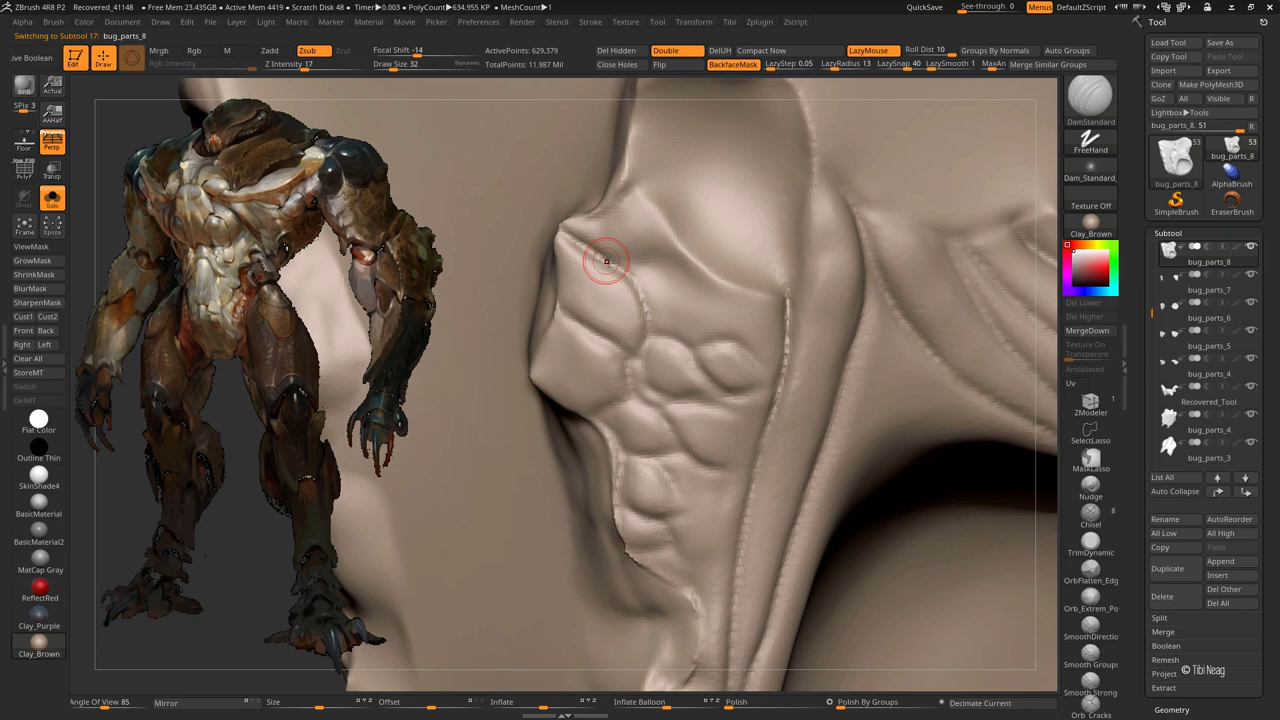 ZBrush 4R8 P2 Recovered_41148 • Free Mem 23.435GB • Active Mem 4419 • Scratch Disk 48 • Timer▶0.003 • PolyCount▶634.955 KP • MeshCount▶1 QuickSave See-through 0 Menus DefaultZScript
Alpha Brush Color Document Draw Edit File Layer Light Macro Marker Material Movie Picker Preferences Render Stencil Stroke Texture Tool Transform Tibi Zplugin Zscript
Switching to Subtool 17: bug_parts_8
ive Boolean
Edit
Draw
Mrgb Rgb M
Rgb Intensity
Zadd Zsub Zcut
Z Intensity 17
Focal Shift -14
Draw Size 32 Dynamic
ActivePoints: 629,379
TotalPoints: 11.987 Mil
Del Hidden Double DelUH Compact Now LazyMouse Roll Dist 10 Groups By Normals Auto Groups
Close Holes Flip BackfaceMask LazyStep 0.05 LazyRadius 13 LazySnap 40 LazySmooth 1 MaxAn Merge Similar Groups
BPR
Actual
SPix 3
AAHalf
Floor
Persp
PolyF
Transp
Ghost
Solo
Frame
Xpose
ViewMask
GrowMask
ShrinkMask
BlurMask
SharpenMask
Cust1 Cust2
Front Back
Rght Left
Clear All
StoreMT
Switch
DelMT
Flat Color
Outline Thin
SkinShade4
BasicMaterial
BasicMaterial2
MatCap Gray
ReflectRed
Clay_Purple
Clay_Brown
DamStandard
FreeHand
Dam_Standard_
Texture Off
Clay_Brown
Del Lower
Del Higher
MergeDown
Texture On
Transparent
Antialiased
Uv
1
ZModeler
SelectLasso
MaskLasso
Nudge
8
Chisel
TrimDynamic
OrbFlatten_Edg
Orb_Extrem_Po
SmoothDirectio
Smooth Groups
Smooth_Strong
Orb_Cracks
Tool
Load Tool Save As
Copy Tool Paste Tool
Import Export
Clone Make PolyMesh3D
GoZ All Visible R
Lightbox▶Tools
bug_parts_8. 51 R
53
53
bug_parts_8
bug_parts_8
AlphaBrush
SimpleBrush
EraserBrush
Subtool
bug_parts_8
bug_parts_7
bug_parts_6
bug_parts_5
bug_parts_4
Recovered_Tool
bug_parts_4
bug_parts_3
List All
Auto Collapse
Rename AutoReorder
All Low All High
Copy Paste
Duplicate Append
Insert
Delete Del Other
Del All
Split
Merge
Boolean
Remesh
Project
Extract
© Tibi Neag
Geometry
Angle Of View 85 Mirror Size Offset Inflate Inflate Balloon Polish Polish By Groups Decimate Current